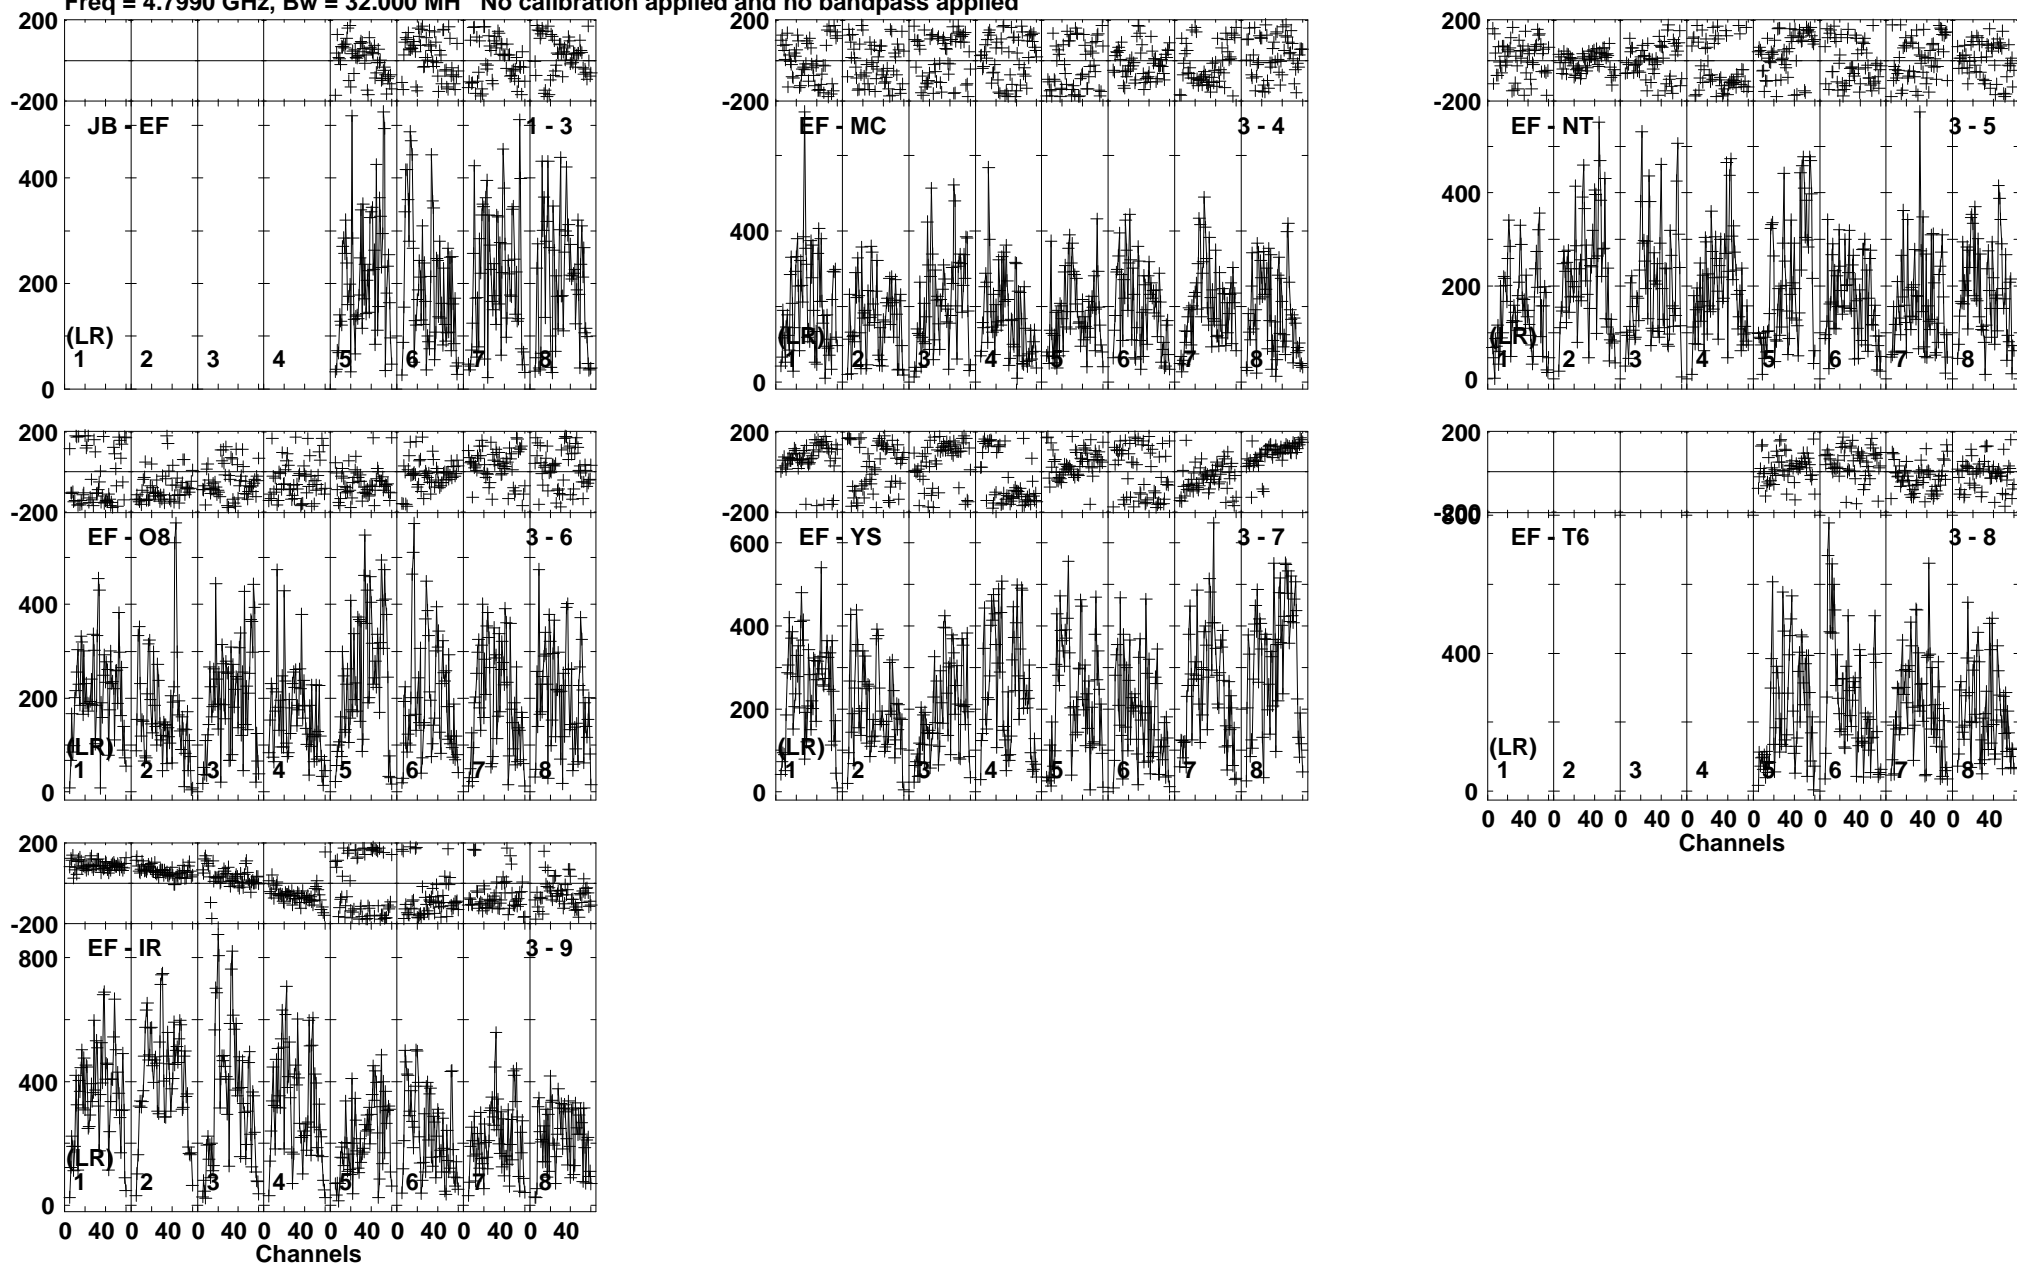 Freq = 4.7990 GHz, Bw = 32.000 MH   No calibration applied and no bandpass applied
200
-200
JB - EF
1 - 3
400
200
(LR)
1 2 3 4 5 6 7 8
0
200
-200
EF - MC
3 - 4
400
(LR)
1 2 3 4 5 6 7 8
0
200
-200
EF - NT
3 - 5
400
200
(LR)
1 2 3 4 5 6 7 8
0
200
-200
EF - O8
3 - 6
400
200
(LR)
1 2 3 4 5 6 7 8
0
200
-200
600
EF - YS
3 - 7
400
200
(LR)
1 2 3 4 5 6 7 8
0
200
-200
800
EF - T6
3 - 8
400
(LR)
1 2 3 4 5 6 7 8
0
0 40 0 40 0 40 0 40 0 40 0 40 0 40 0 40
Channels
200
-200
800
EF - IR
3 - 9
400
(LR)
1 2 3 4 5 6 7 8
0
0 40 0 40 0 40 0 40 0 40 0 40 0 40 0 40
Channels